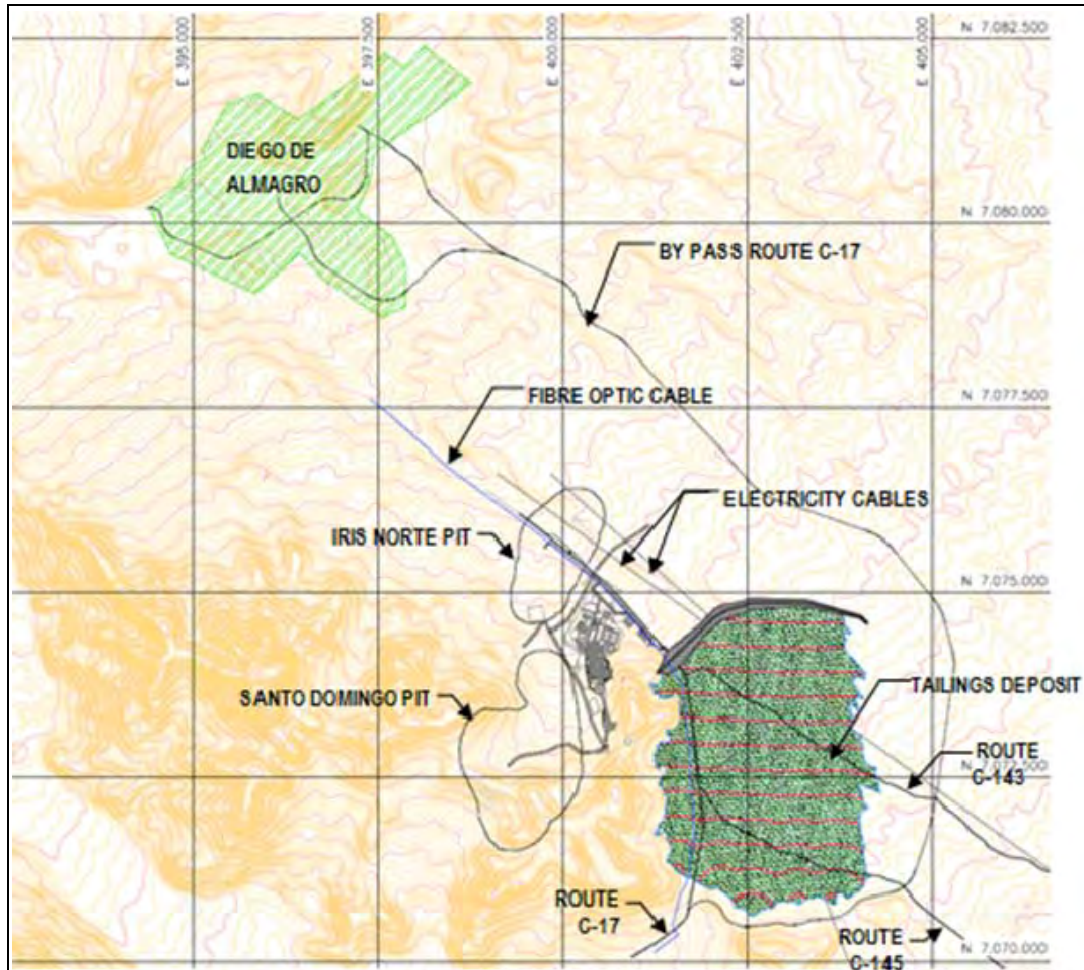 E 395.000
E 397.500
E 400.000
E 402.500
E 405.000
N 7.082.500
DIEGO DE
ALMAGRO
N 7.080.000
BY PASS ROUTE C-17
FIBRE OPTIC CABLE
N 7.077.500
ELECTRICITY CABLES
IRIS NORTE PIT
N 7.075.000
SANTO DOMINGO PIT
TAILINGS DEPOSIT
ROUTE
C-143
N 7.072.500
ROUTE
C-17
ROUTE
C-145
N 7.070.000